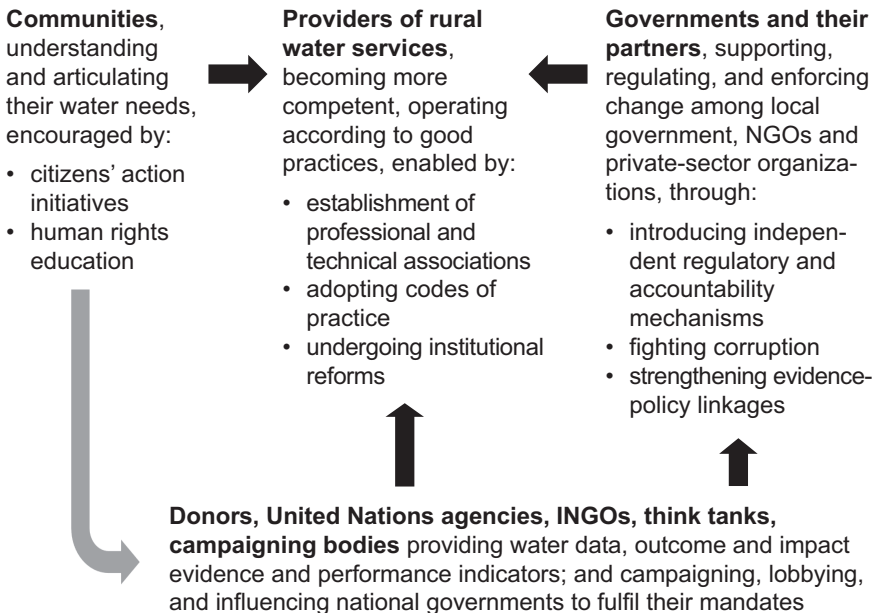 Communities,
understanding
and articulating
their water needs,
encouraged by:
• citizens' action
initiatives
• human rights
education
Providers of rural
water services,
becoming more
competent, operating
according to good
practices, enabled by:
• establishment of
professional and
technical associations
• adopting codes of
practice
• undergoing institutional
reforms
Governments and their
partners, supporting,
regulating, and enforcing
change among local
government, NGOs and
private-sector organiza-
tions, through:
• introducing indepen-
dent regulatory and
accountability
mechanisms
• fighting corruption
• strengthening evidence-
policy linkages
Donors, United Nations agencies, INGOs, think tanks,
campaigning bodies providing water data, outcome and impact
evidence and performance indicators; and campaigning, lobbying,
and influencing national governments to fulfil their mandates